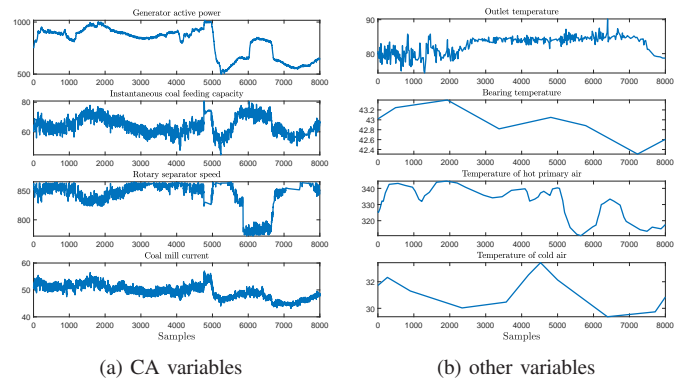 Generator active power
1000
500
0 1000 2000 3000 4000 5000 6000 7000 8000
Instantaneous coal feeding capacity
80
60
0 1000 2000 3000 4000 5000 6000 7000 8000
Rotary separator speed
850
800
0 1000 2000 3000 4000 5000 6000 7000 8000
Coal mill current
60
50
40
0 1000 2000 3000 4000 5000 6000 7000 8000
Samples
(a) CA variables
Outlet temperature
90
80
0 1000 2000 3000 4000 5000 6000 7000 8000
Bearing temperature
43.2
43
42.8
42.6
42.4
0 1000 2000 3000 4000 5000 6000 7000 8000
Temperature of hot primary air
340
330
320
0 1000 2000 3000 4000 5000 6000 7000 8000
Temperature of cold air
32
30
0 1000 2000 3000 4000 5000 6000 7000 8000
Samples
(b) other variables